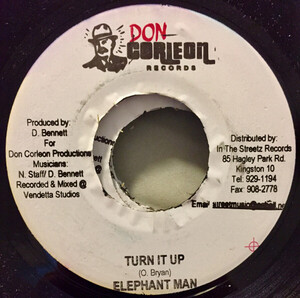 DON
CORLEON
RECORDS
Produced by:
D. Bennett
For
Don Corleon Productions
Musicians:
N. Staff/ D. Bennett
Recorded & Mixed @
Vendetta Studios
Distributed by:
In The Streetz Records
85 Hagley Park Rd.
Kingston 10
Tel: 929-1194
Fax: 908-2778
Email
TURN IT UP
(O. Bryan)
ELEPHANT MAN